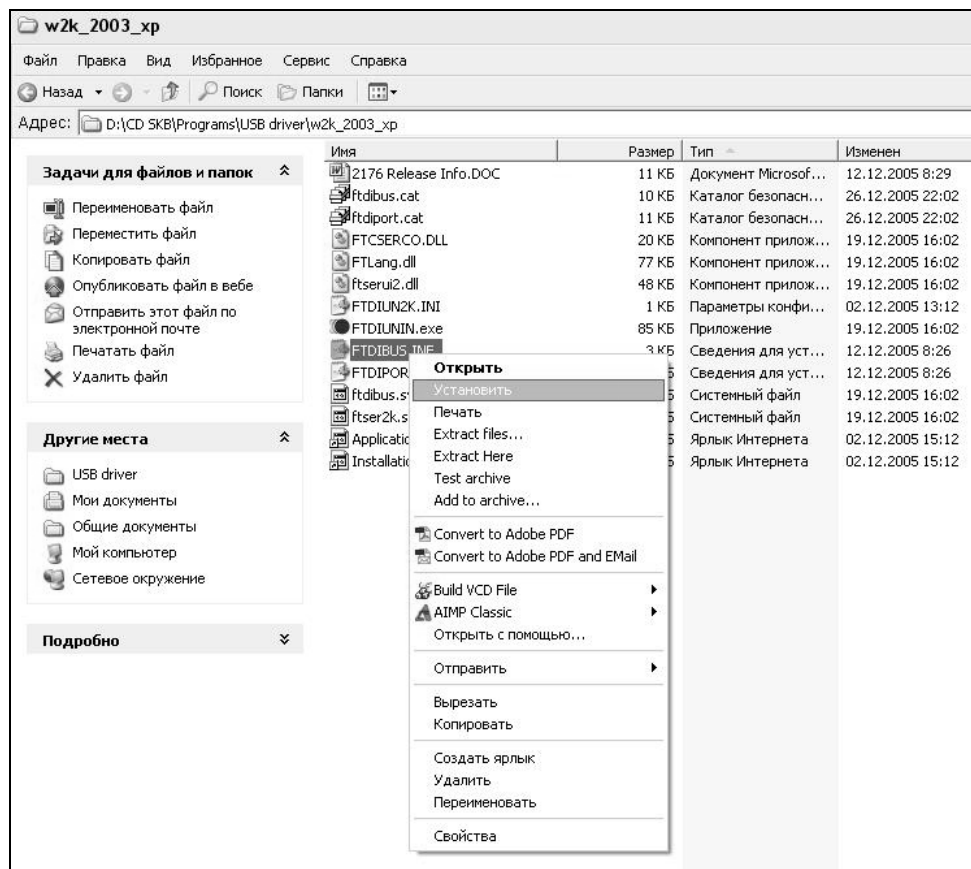 w2k_2003_xp
Файл Правка Вид Избранное Сервис Справка
Назад Поиск Папки
Адрес: D:\CD SKB\Programs\USB driver\w2k_2003_xp
Задачи для файлов и папок
Переименовать файл
Переместить файл
Копировать файл
Опубликовать файл в вебе
Отправить этот файл по
электронной почте
Печатать файл
Удалить файл
Другие места
USB driver
Мои документы
Общие документы
Мой компьютер
Сетевое окружение
Подробно
Имя Размер Тип Изменен
2176 Release Info.DOC 11 КБ Документ Microsof... 12.12.2005 8:29
ftdibus.cat 10 КБ Каталог безопасн... 26.12.2005 22:02
ftdiport.cat 11 КБ Каталог безопасн... 26.12.2005 22:02
FTCSERCO.DLL 20 КБ Компонент прилож... 19.12.2005 16:02
FTLang.dll 77 КБ Компонент прилож... 19.12.2005 16:02
ftserui2.dll 48 КБ Компонент прилож... 19.12.2005 16:02
FTDIUN2K.INI 1 КБ Параметры конфи... 02.12.2005 13:12
FTDIUNIN.exe 85 КБ Приложение 19.12.2005 16:02
FTDIBUS.INF 3 КБ Сведения для уст... 12.12.2005 8:26
FTDIPOR Б Сведения для уст... 12.12.2005 8:26
ftdibus.s Б Системный файл 19.12.2005 16:02
ftser2k.s Б Системный файл 19.12.2005 16:02
Applicatio Б Ярлык Интернета 02.12.2005 15:12
Installatio Б Ярлык Интернета 02.12.2005 15:12
Открыть
Установить
Печать
Extract files...
Extract Here
Test archive
Add to archive...
Convert to Adobe PDF
Convert to Adobe PDF and EMail
Build VCD File
AIMP Classic
Открыть с помощью...
Отправить
Вырезать
Копировать
Создать ярлык
Удалить
Переименовать
Свойства